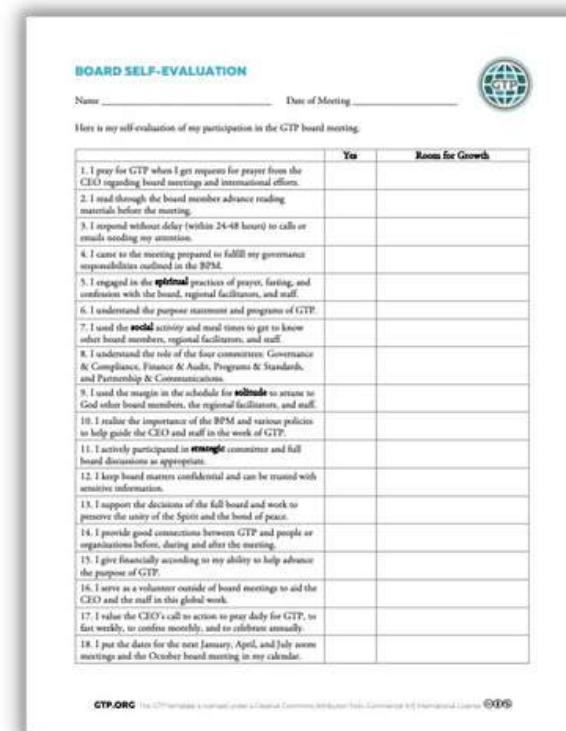 BOARD SELF-EVALUATION
GTP
Name ____________ Date of Meeting ____________
Here is my self-evaluation of my participation in the GTP board meeting.
Yes Room for Growth
1. I pray for GTP when I get requests for prayer from the
CEO regarding board meetings and international efforts.
2. I read through the board member advance reading
materials before the meeting.
3. I respond without delay (within 24-48 hours) to calls or
emails needing my attention.
4. I came to the meeting prepared to fulfill my governance
responsibilities outlined in the BPM.
5. I engaged in the spiritual practices of prayer, fasting, and
confession with the board, regional facilitators, and staff.
6. I understand the purpose statement and programs of GTP.
7. I used the social activity and meal times to get to know
other board members, regional facilitators, and staff.
8. I understand the role of the four committees: Governance
& Compliance, Finance & Audit, Programs & Standards,
and Partnership & Communications.
9. I used the margin in the schedule for solitude to attune to
God other board members, the regional facilitators, and staff.
10. I realize the importance of the BPM and various policies
to help guide the CEO and staff in the work of GTP.
11. I actively participated in strategic committee and full
board discussions as appropriate.
12. I keep board matters confidential and can be trusted with
sensitive information.
13. I support the decisions of the full board and work to
preserve the unity of the Spirit and the bond of peace.
14. I provide good connections between GTP and people or
organizations before, during and after the meeting.
15. I give financially according to my ability to help advance
the purpose of GTP.
16. I serve as a volunteer outside of board meetings to aid the
CEO and the staff in this global work.
17. I value the CEO's call to action to pray daily for GTP, to
fast weekly, to confess monthly, and to celebrate annually.
18. I put the dates for the next January, April, and July zoom
meetings and the October board meeting in my calendar.
GTP.ORG The GTP template is licensed under a Creative Commons Attribution Non-Commercial 4.0 International License